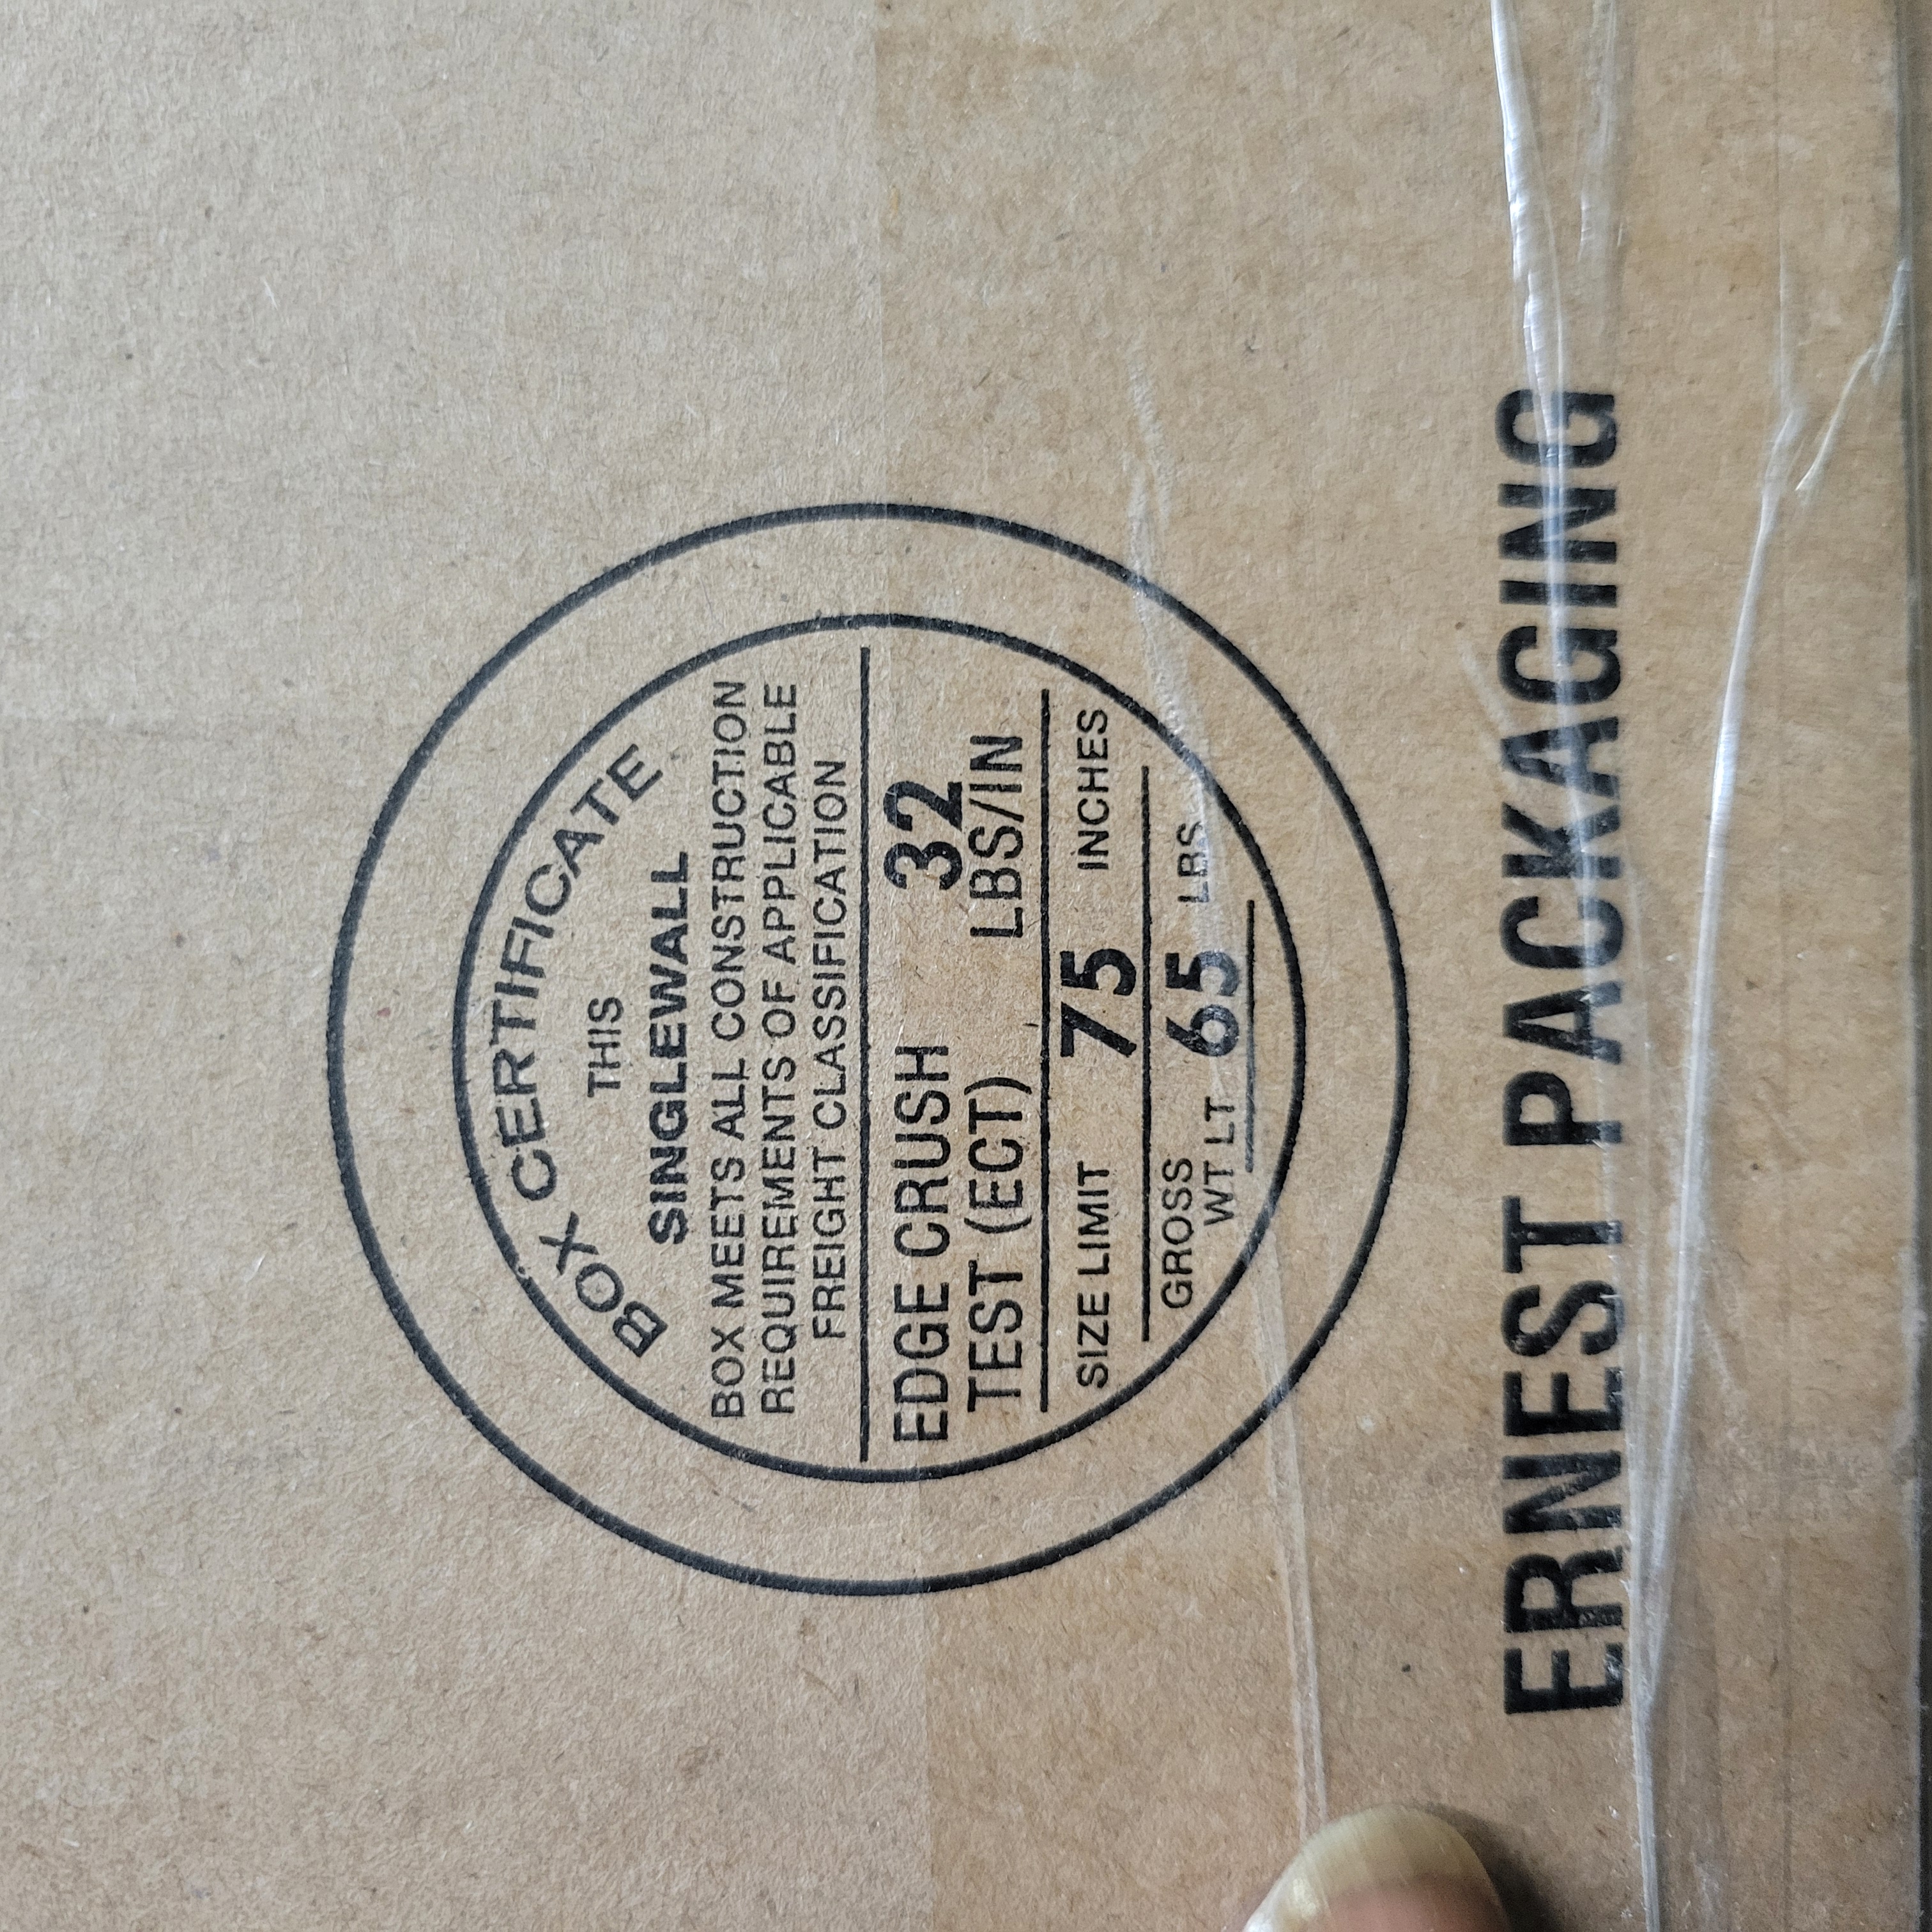 BOX CERTIFICATE
THIS
SINGLEWALL
BOX MEETS ALL CONSTRUCTION
REQUIREMENTS OF APPLICABLE
FREIGHT CLASSIFICATION
EDGE CRUSH 32
TEST (ECT) LBS/IN
SIZE LIMIT 75 INCHES
GROSS
WT LT 65 LBS.
ERNEST PACKAGING